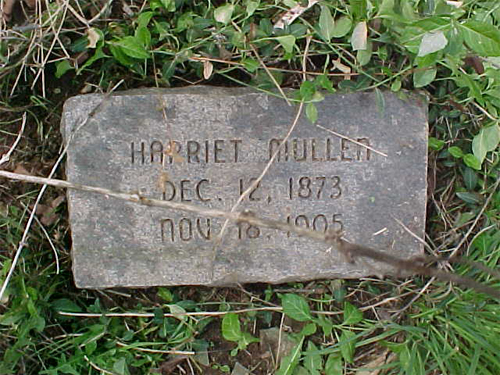 HARRIET MULLEN
DEC. 12, 1873
NOV. 18, 1905